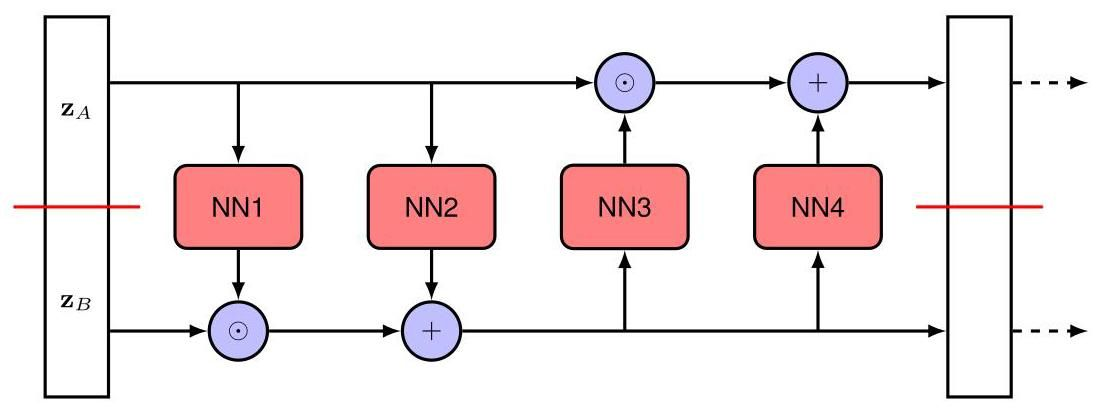 z_A
⊙ +
NN1 NN2 NN3 NN4
z_B
⊙ +